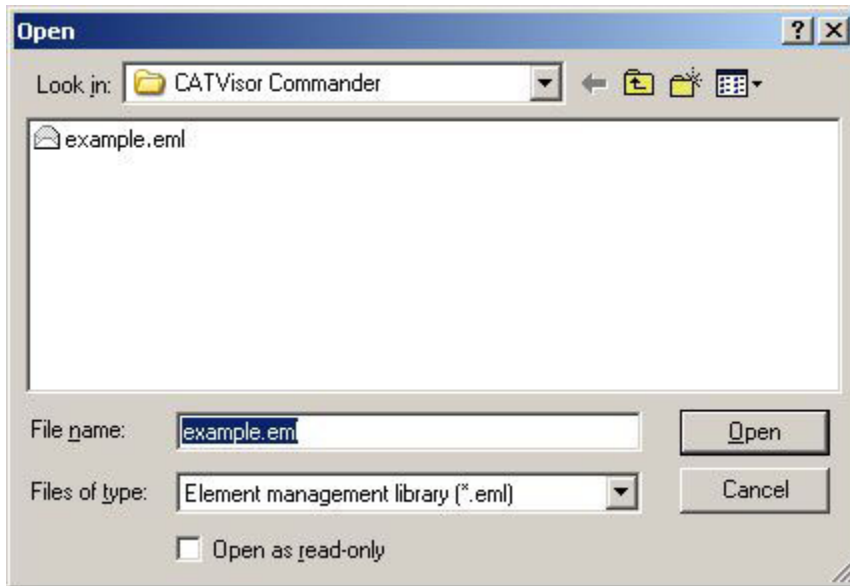 Open
Look in: CATVisor Commander
example.eml
File name: example.eml Open
Files of type: Element management library (*.eml) Cancel
Open as read-only